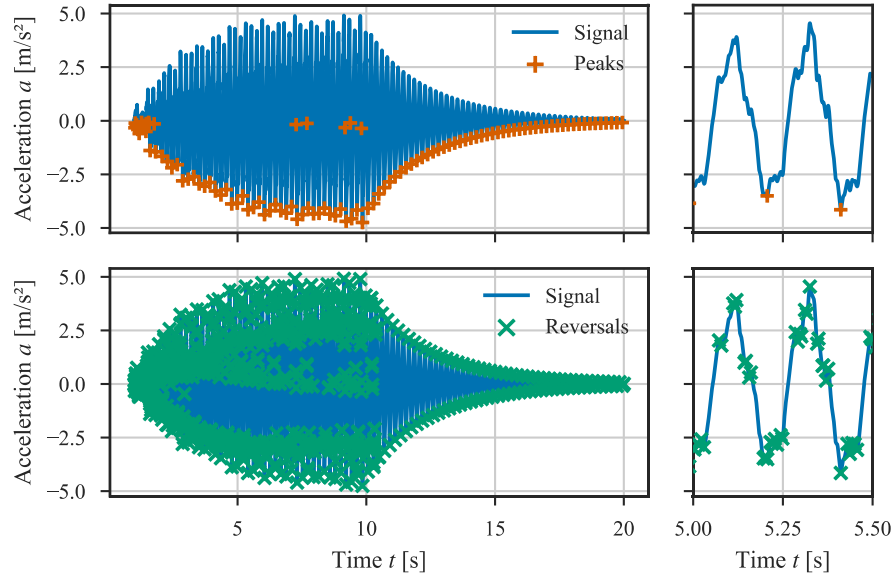 5.0
2.5
0.0
−2.5
−5.0
Acceleration a [m/s²]
Signal
Peaks
5.0
2.5
0.0
−2.5
−5.0
Acceleration a [m/s²]
Signal
Reversals
5
10
15
20
Time t [s]
5.00
5.25
5.50
Time t [s]